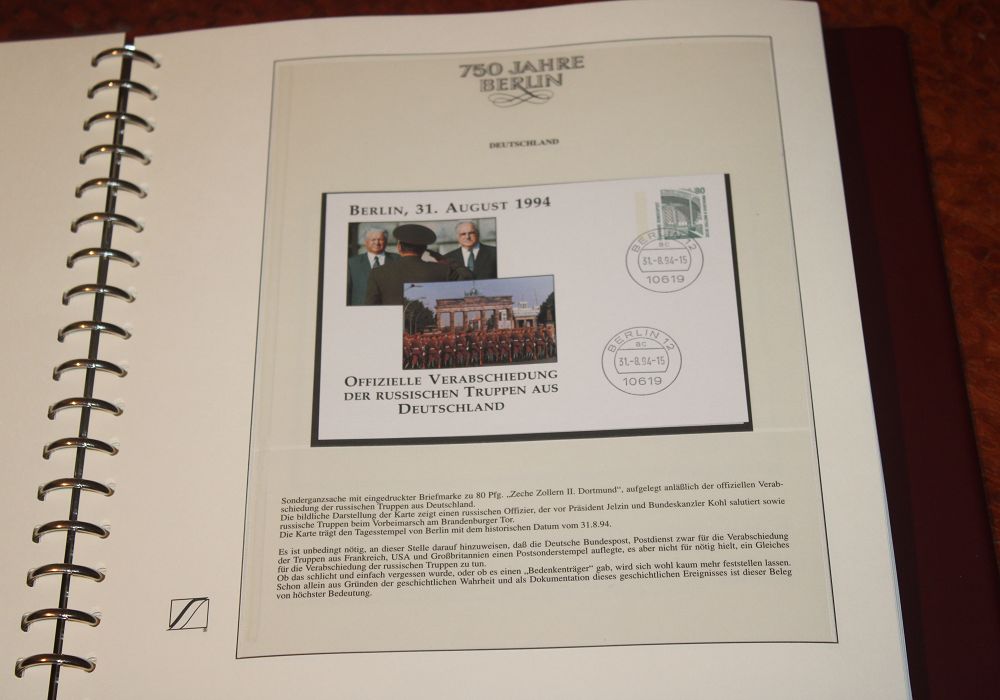 750 JAHRE
BERLIN
DEUTSCHLAND
BERLIN, 31. AUGUST 1994
80
BERLIN 12
ac
31.-8.94-15
10619
BERLIN 12
ac
31.-8.94-15
10619
OFFIZIELLE VERABSCHIEDUNG
DER RUSSISCHEN TRUPPEN AUS
DEUTSCHLAND
Sonderganzsache mit eingedruckter Briefmarke zu 80 Pfg. „Zeche Zollern II. Dortmund“, aufgelegt anläßlich der offiziellen Verab-
schiedung der russischen Truppen aus Deutschland.
Die bildliche Darstellung der Karte zeigt einen russischen Offizier, der vor Präsident Jelzin und Bundeskanzler Kohl salutiert sowie
russische Truppen beim Vorbeimarsch am Brandenburger Tor.
Die Karte trägt den Tagesstempel von Berlin mit dem historischen Datum vom 31.8.94.
Es ist unbedingt nötig, an dieser Stelle darauf hinzuweisen, daß die Deutsche Bundespost, Postdienst zwar für die Verabschiedung
der Truppen aus Frankreich, USA und Großbritannien einen Postsonderstempel auflegte, es aber nicht für nötig hielt, ein Gleiches
für die Verabschiedung der russischen Truppen zu tun.
Ob das schlicht und einfach vergessen wurde, oder ob es einen „Bedenkenträger“ gab, wird sich wohl kaum mehr feststellen lassen.
Schon allein aus Gründen der geschichtlichen Wahrheit und als Dokumentation dieses geschichtlichen Ereignisses ist dieser Beleg
von höchster Bedeutung.